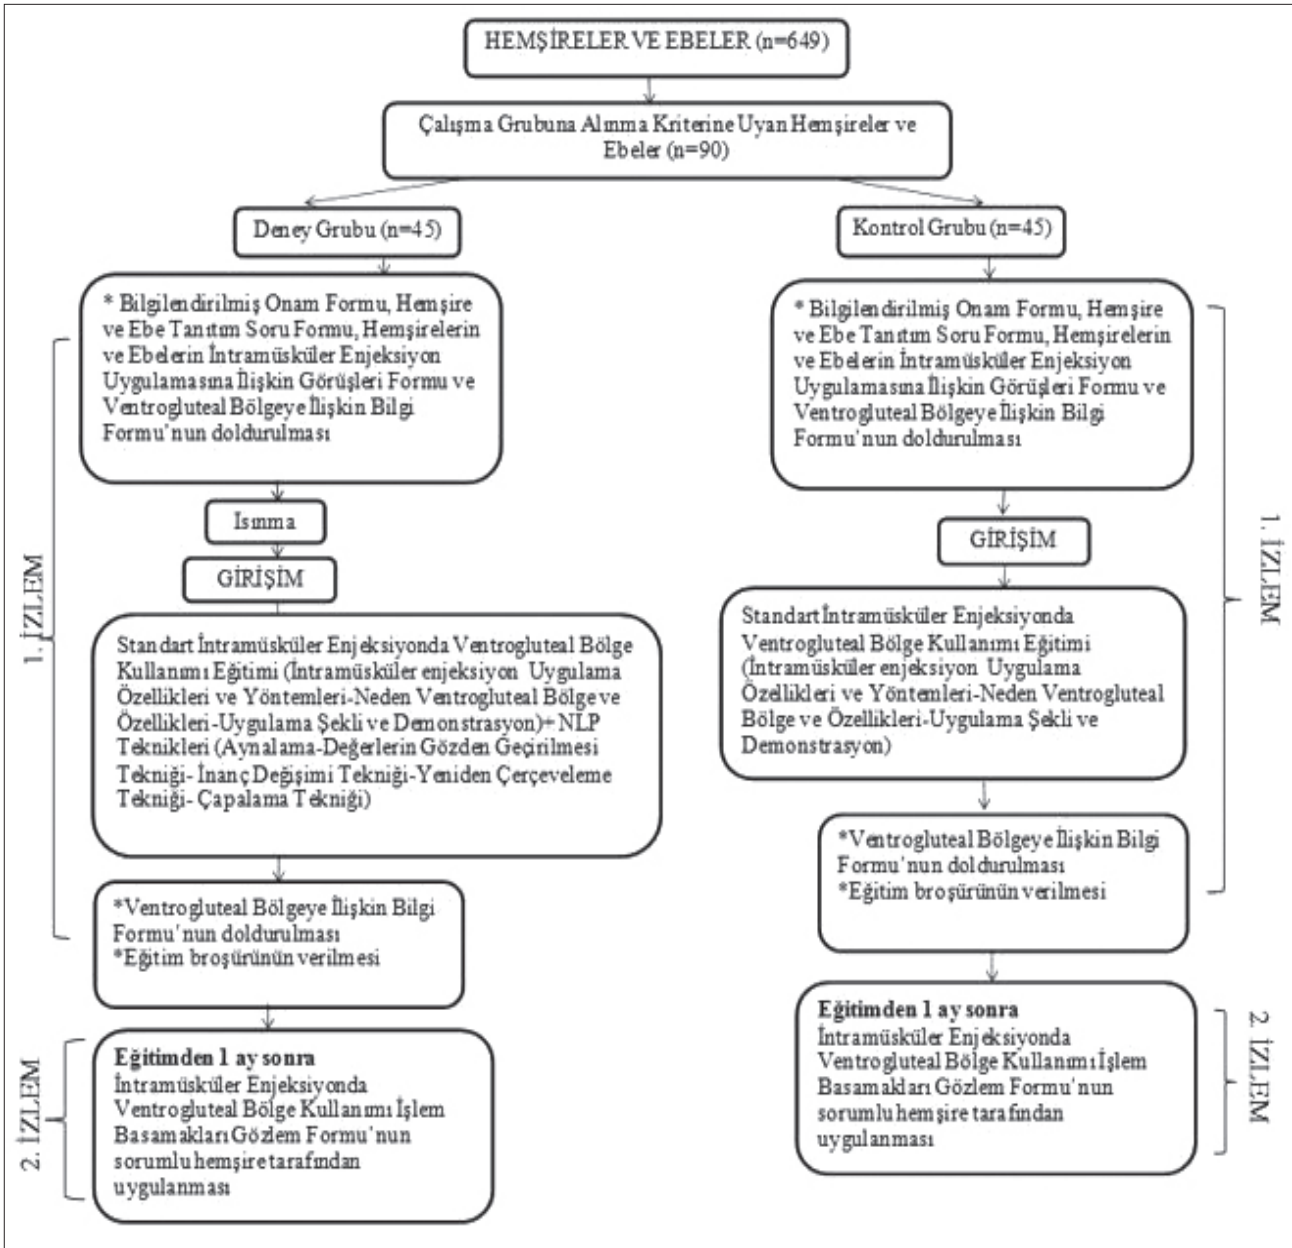 HEMŞİRELER VE EBELER (n=649)
Çalışma Grubuna Alınma Kriterine Uyan Hemşireler ve
Ebeler (n=90)
Deney Grubu (n=45)
Kontrol Grubu (n=45)
* Bilgilendirilmiş Onam Formu, Hemşire
ve Ebe Tanıtım Soru Formu, Hemşirelerin
ve Ebelerin İntramüsküler Enjeksiyon
Uygulamasına İlişkin Görüşleri Formu ve
Ventrogluteal Bölgeye İlişkin Bilgi
Formu'nun doldurulması
Isınma
GİRİŞİM
Standart İntramüsküler Enjeksiyonda Ventrogluteal Bölge
Kullanımı Eğitimi (İntramüsküler enjeksiyon Uygulama
Özellikleri ve Yöntemleri-Neden Ventrogluteal Bölge ve
Özellikleri-Uygulama Şekli ve Demonstrasyon)+ NLP
Teknikleri (Aynalama-Değerlerin Gözden Geçirilmesi
Tekniği- İnanç Değişimi Tekniği-Yeniden Çerçeveleme
Tekniği- Çapalama Tekniği)
*Ventrogluteal Bölgeye İlişkin Bilgi
Formu'nun doldurulması
*Eğitim broşürünün verilmesi
1. İZLEM
Eğitimden 1 ay sonra
İntramüsküler Enjeksiyonda
Ventrogluteal Bölge Kullanımı İşlem
Basamakları Gözlem Formu'nun
sorumlu hemşire tarafından
uygulanması
2. İZLEM
* Bilgilendirilmiş Onam Formu, Hemşire
ve Ebe Tanıtım Soru Formu, Hemşirelerin
ve Ebelerin İntramüsküler Enjeksiyon
Uygulamasına İlişkin Görüşleri Formu ve
Ventrogluteal Bölgeye İlişkin Bilgi
Formu'nun doldurulması
GİRİŞİM
Standart İntramüsküler Enjeksiyonda
Ventrogluteal Bölge Kullanımı Eğitimi
(İntramüsküler enjeksiyon Uygulama
Özellikleri ve Yöntemleri-Neden Ventrogluteal
Bölge ve Özellikleri-Uygulama Şekli ve
Demonstrasyon)
*Ventrogluteal Bölgeye İlişkin Bilgi
Formu'nun doldurulması
*Eğitim broşürünün verilmesi
1. İZLEM
Eğitimden 1 ay sonra
İntramüsküler Enjeksiyonda
Ventrogluteal Bölge Kullanımı İşlem
Basamakları Gözlem Formu'nun
sorumlu hemşire tarafından
uygulanması
2. İZLEM